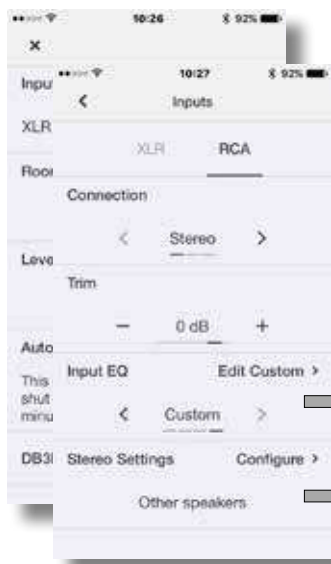 10:26 92%
×
Inpu
XLR
Roo
Leve
Auto
This
shut
minu
DB3
10:27 92%
< Inputs
XLR RCA
Connection
< Stereo >
Trim
− 0 dB +
Input EQ Edit Custom >
< Custom >
Stereo Settings Configure >
Other speakers